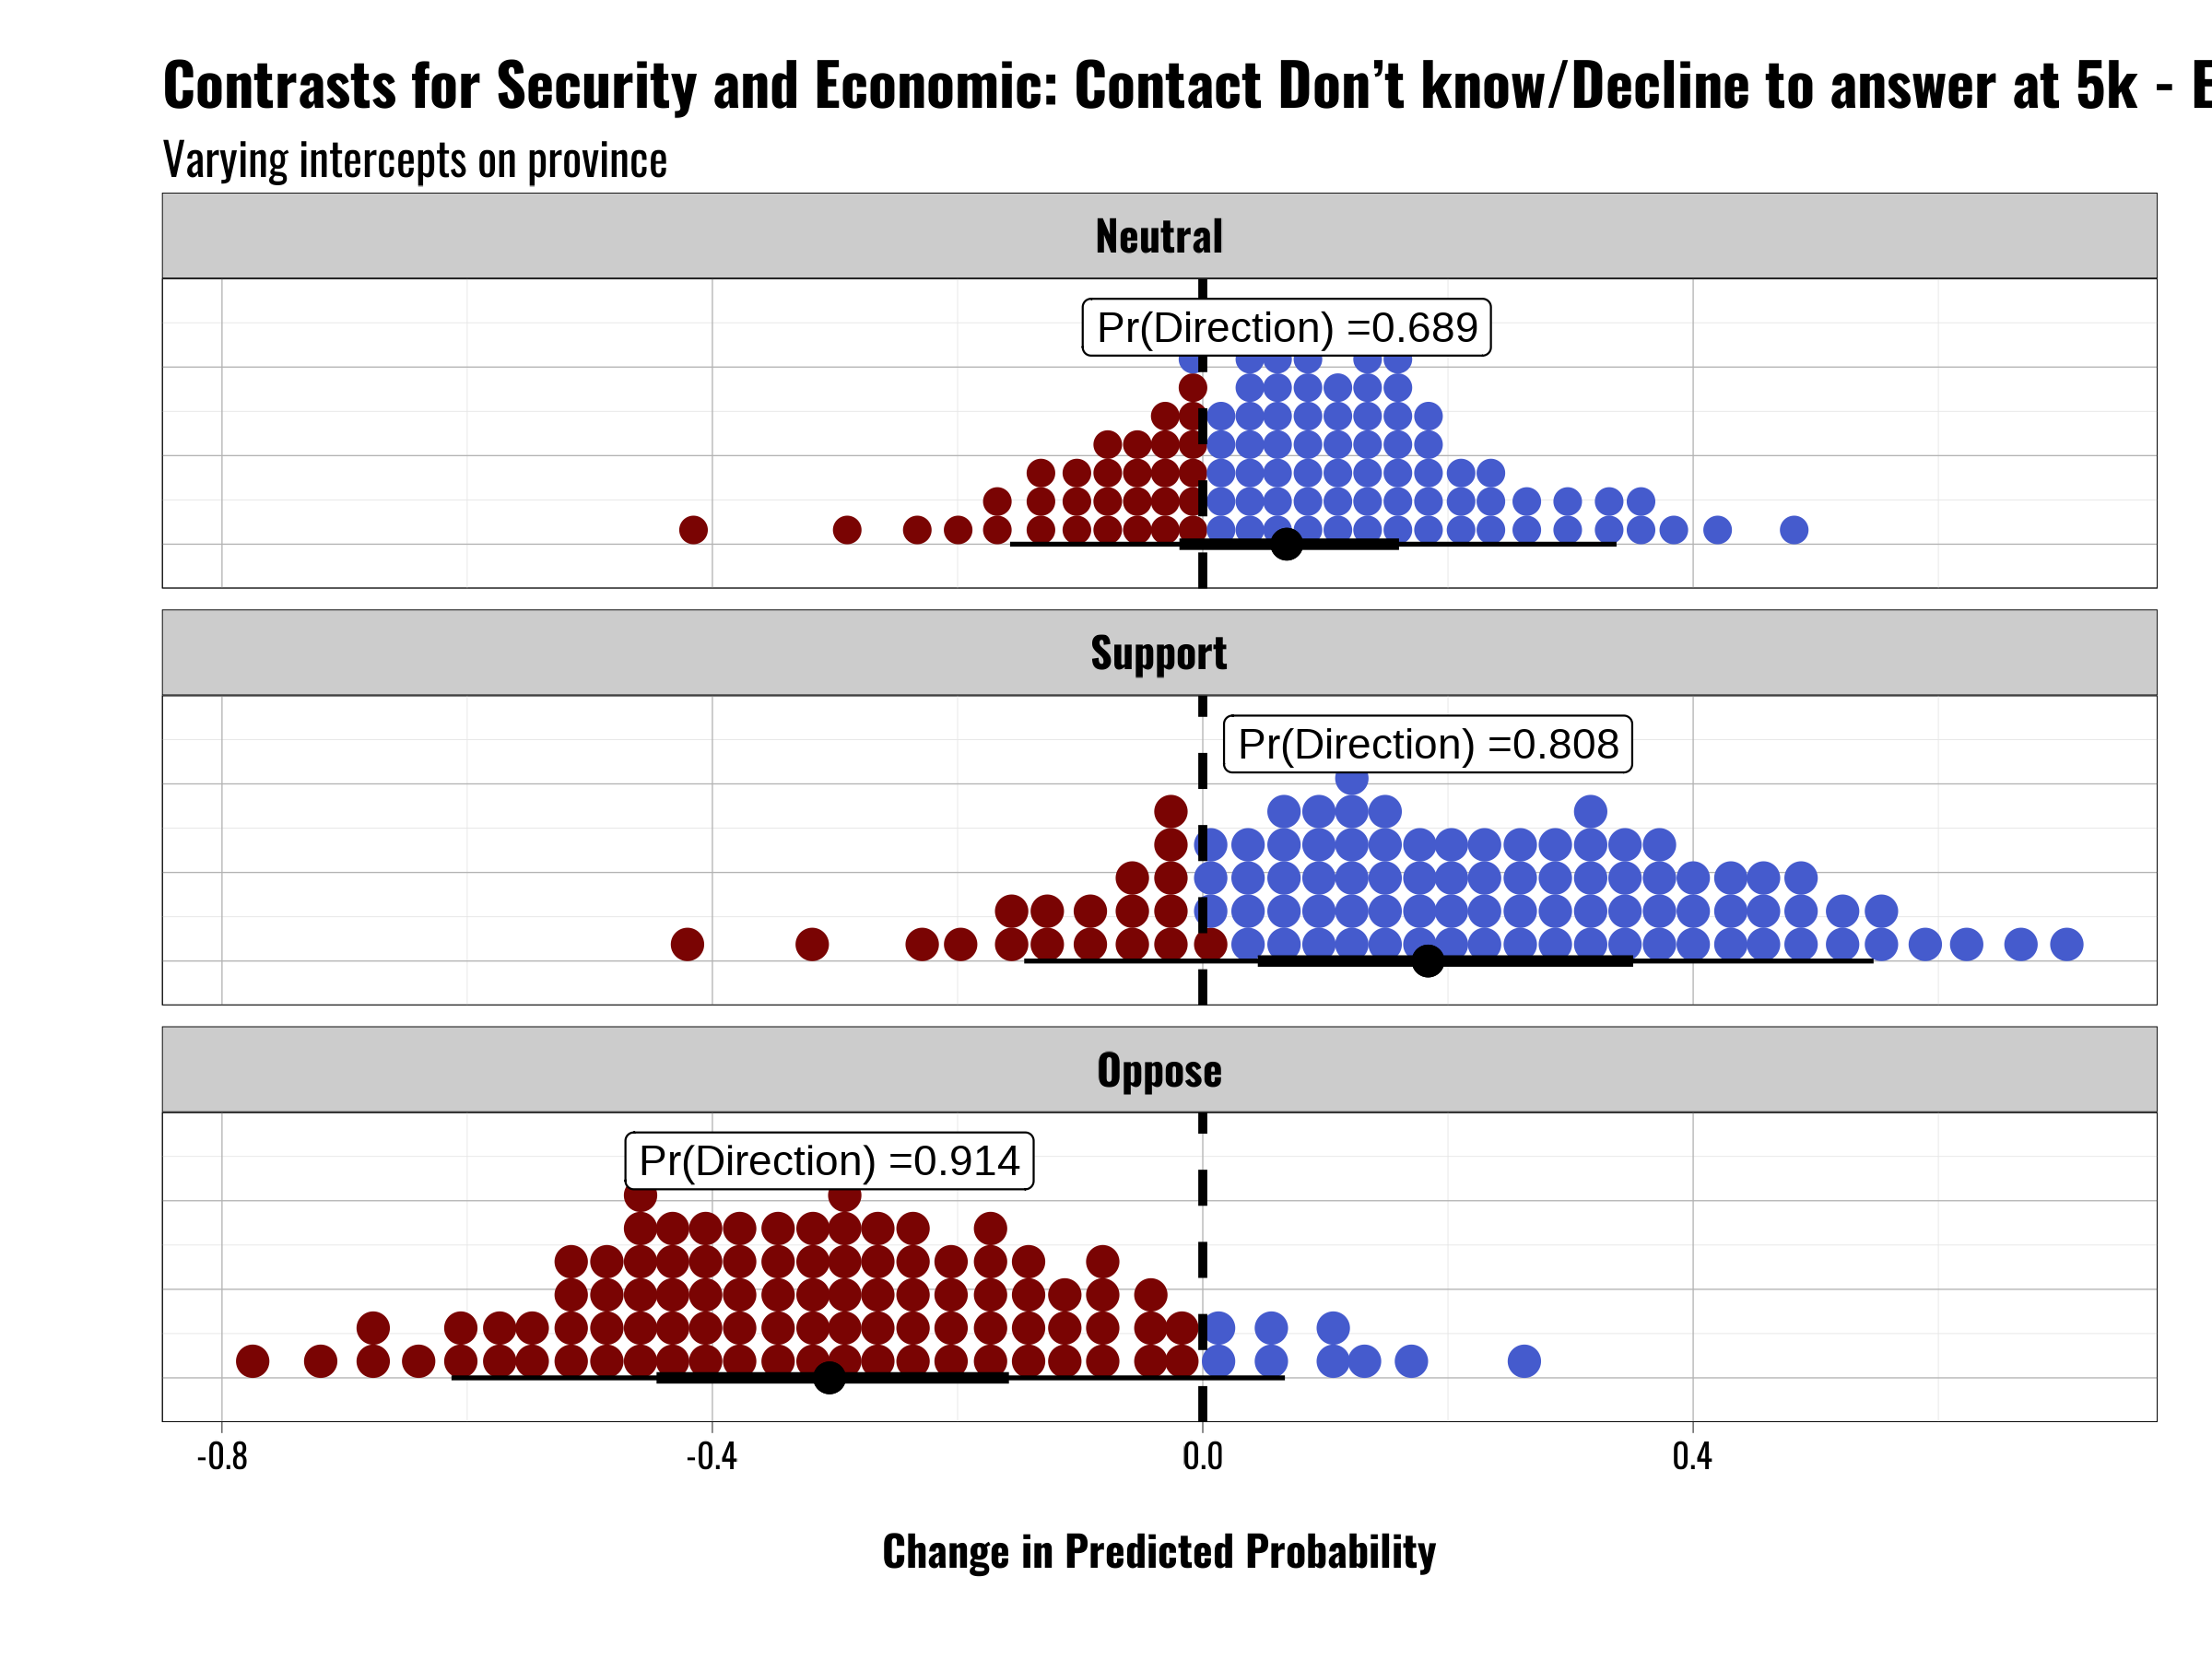 Contrasts for Security and Economic: Contact Don’t know/Decline to answer at 5k -
Varying intercepts on province
Neutral
Pr(Direction) =0.689
Support
Pr(Direction) =0.808
Oppose
Pr(Direction) =0.914
-0.8 -0.4 0.0 0.4
Change in Predicted Probability